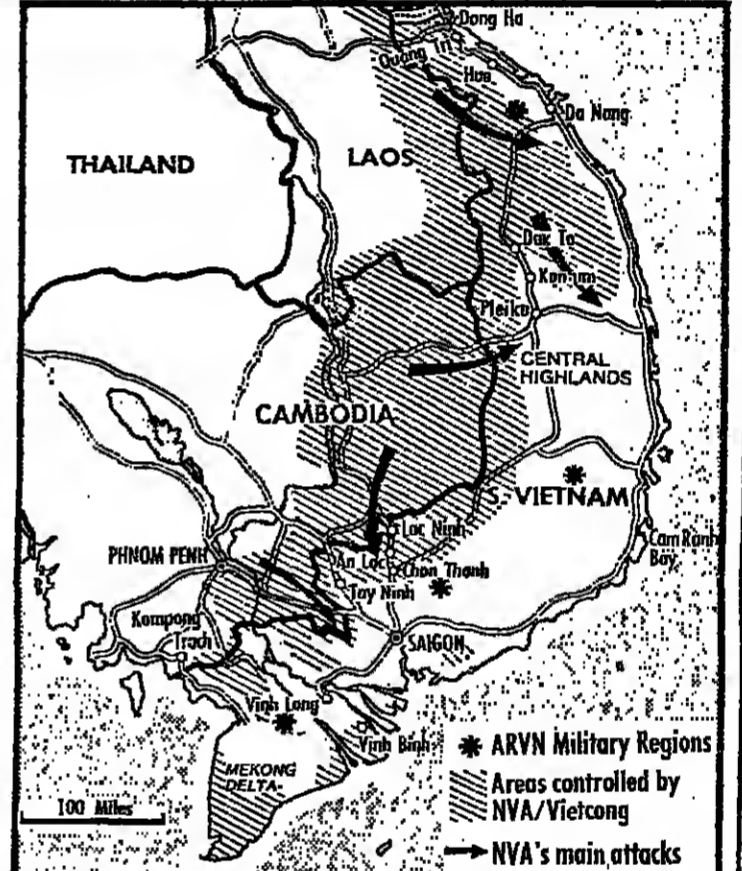 Dong Ha
Quang Tri
Hue
Da Nang
THAILAND
LAOS
Dak To
Kontum
Pleiku
CENTRAL
HIGHLANDS
CAMBODIA
S. VIETNAM
Loc Ninh
Cam Ranh
Bay
PHNOM PENH
An Loc
Chon Thanh
Tay Ninh
Kompong
Trach
SAIGON
Vinh Long
Vinh Binh
MEKONG
DELTA
100 Miles
ARVN Military Regions
Areas controlled by
NVA/Vietcong
NVA's main attacks